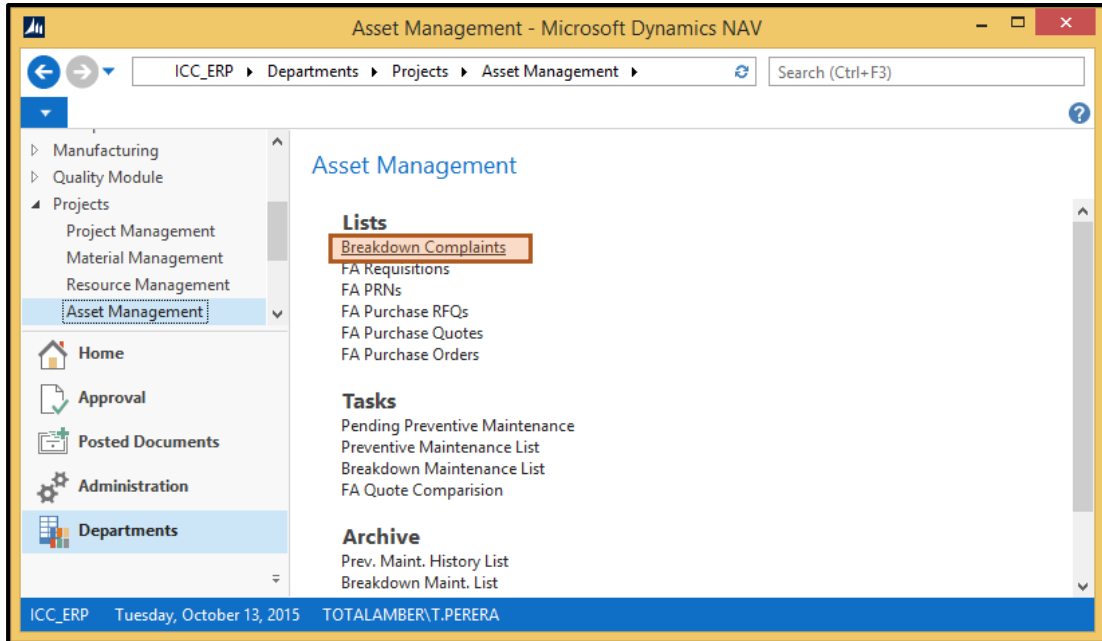 Asset Management - Microsoft Dynamics NAV
ICC_ERP Departments Projects Asset Management
Search (Ctrl+F3)
Manufacturing
Quality Module
Projects
Project Management
Material Management
Resource Management
Asset Management
Home
Approval
Posted Documents
Administration
Departments
Asset Management
Lists
Breakdown Complaints
FA Requisitions
FA PRNs
FA Purchase RFQs
FA Purchase Quotes
FA Purchase Orders
Tasks
Pending Preventive Maintenance
Preventive Maintenance List
Breakdown Maintenance List
FA Quote Comparision
Archive
Prev. Maint. History List
Breakdown Maint. List
ICC_ERP Tuesday, October 13, 2015 TOTALAMBER\T.PERERA